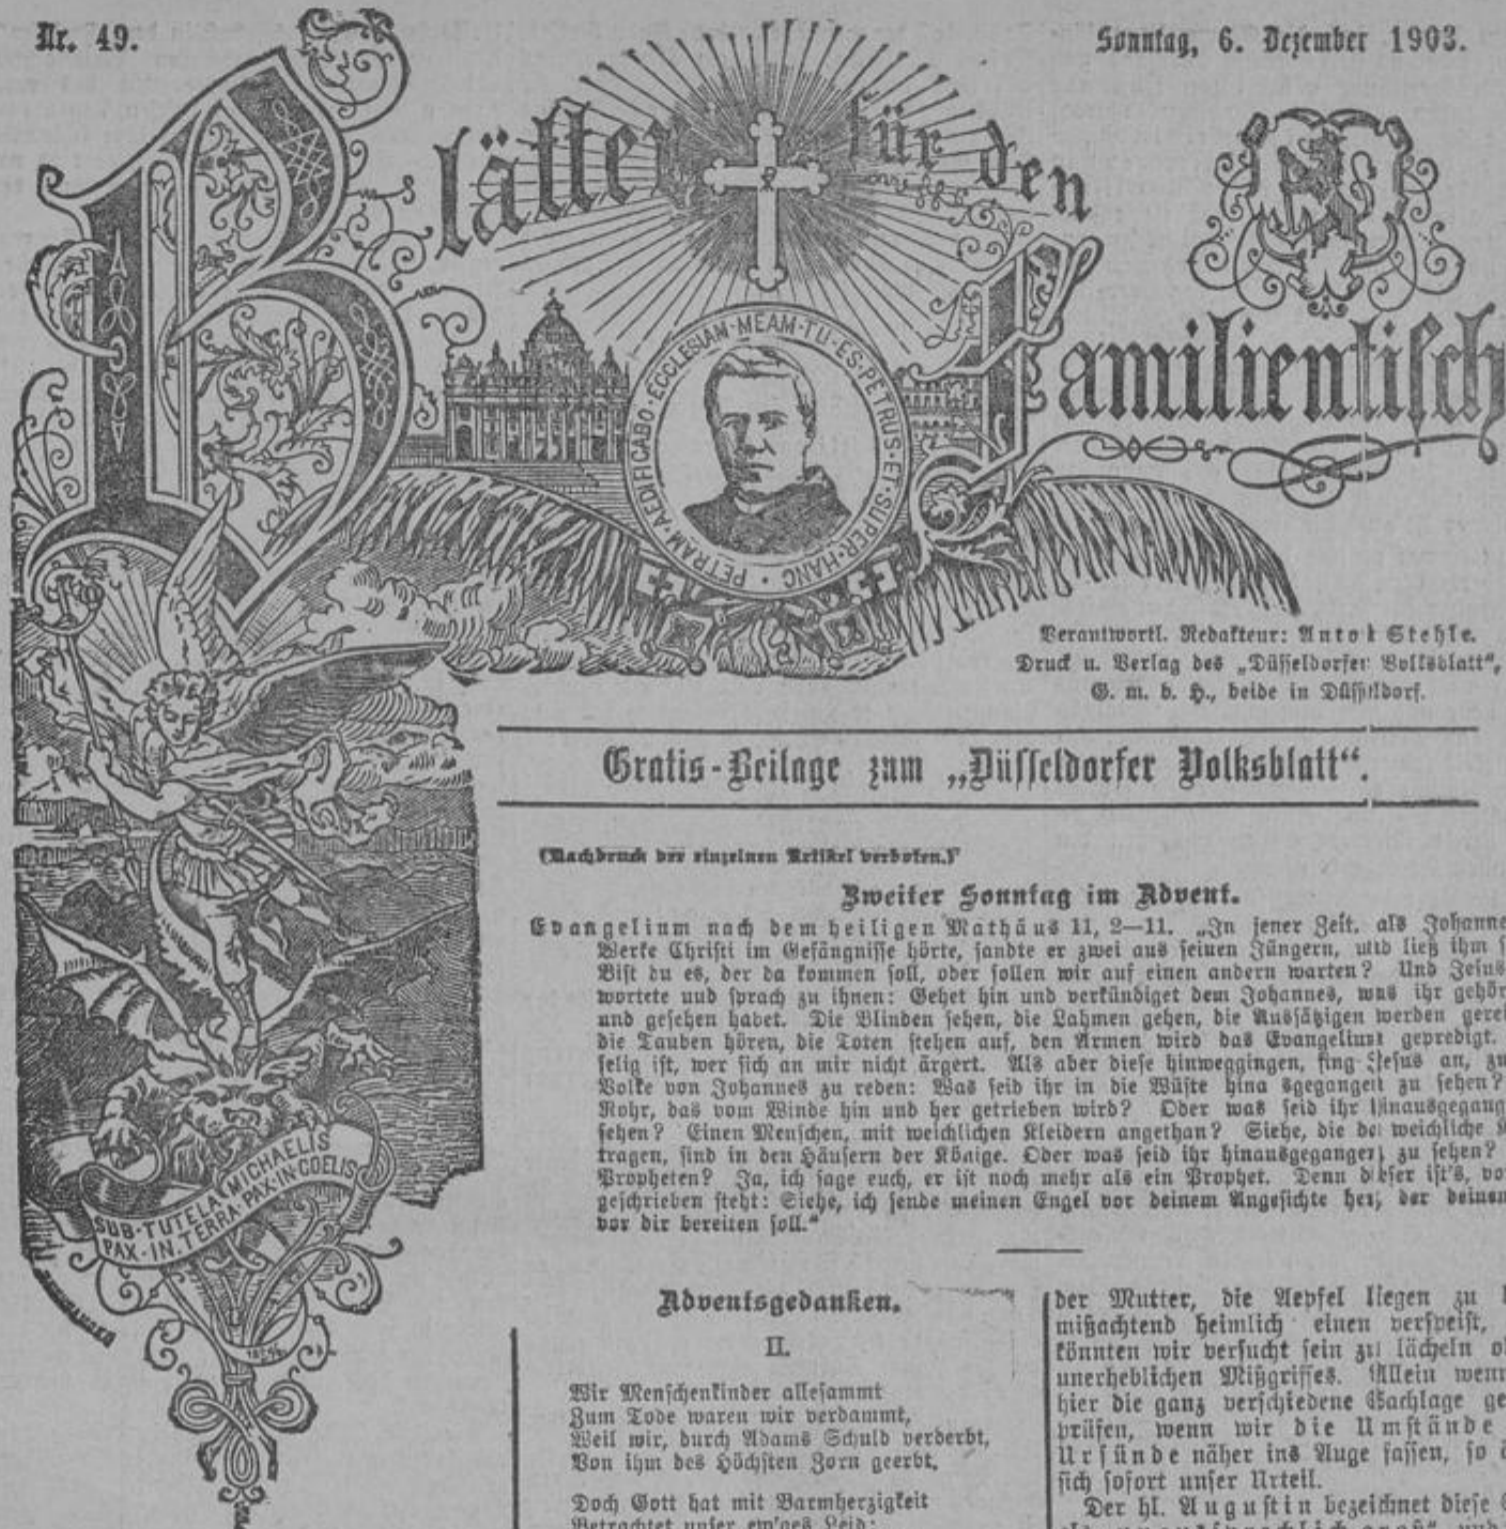 Nr. 49.
Sonntag, 6. Dezember 1903.
Blätter für den
Familientisch
PETRAM · AEDIFICABO · ECCLESIAN · MEAM · TU · ES · PETRUS · ET · SUPER · HANC ·
Verantwortl. Redakteur: Anton Stehle.
Druck u. Verlag des „Düsseldorfer Volksblatt“,
G. m. b. H., beide in Düsseldorf.
Gratis-Beilage zum „Düsseldorfer Volksblatt“.
(Nachdruck der einzelnen Artikel verboten.)
Zweiter Sonntag im Advent.
Evangelium nach dem heiligen Mathäus 11, 2—11. „In jener Zeit, als Johanne
Werke Christi im Gefängnisse hörte, sandte er zwei aus seinen Jüngern, und ließ ihm
Bist du es, der da kommen soll, oder sollen wir auf einen andern warten? Und Jesus
wortete und sprach zu ihnen: Gehet hin und verkündiget dem Johannes, was ihr gehör
und gesehen habet. Die Blinden sehen, die Lahmen gehen, die Aussätzigen werden gerei
die Tauben hören, die Toten stehen auf, den Armen wird das Evangelium gepredigt.
selig ist, wer sich an mir nicht ärgert. Als aber diese hinweggingen, fing Jesus an, zu
Volke von Johannes zu reden: Was seid ihr in die Wüste hina sgegangen zu sehen?
Rohr, das vom Winde hin und her getrieben wird? Oder was seid ihr hinausgegang
sehen? Einen Menschen, mit weichlichen Kleidern angethan? Siehe, die da weichliche
tragen, sind in den Häusern der Könige. Oder was seid ihr hinausgegangen zu sehen?
Propheten? Ja, ich sage euch, er ist noch mehr als ein Prophet. Denn dieser ist's, vo
geschrieben steht: Siehe, ich sende meinen Engel vor deinem Angesichte her, der deinen
vor dir bereiten soll.“
SUB · TUTELA MICHAELIS
PAX · IN. TERRA · PAX · IN · COELIS
Adventsgedanken.
II.
Wir Menschenkinder allesammt
Zum Tode waren wir verdammt,
Weil wir, durch Adams Schuld verderbt,
Von ihm des Höchsten Zorn geerbt.
Doch Gott hat mit Barmherzigkeit
Betrachtet unser ew'ges Leid:
der Mutter, die Aepfel liegen zu
mißachtend heimlich einen verspeist,
könnten wir versucht sein zu lächeln o
unerheblichen Mißgriffes. Allein wenn
hier die ganz verschiedene Sachlage ge
prüfen, wenn wir die Umstände
Ursünde näher ins Auge fassen, so
sich sofort unser Urteil.
Der hl. Augustin bezeichnet diese